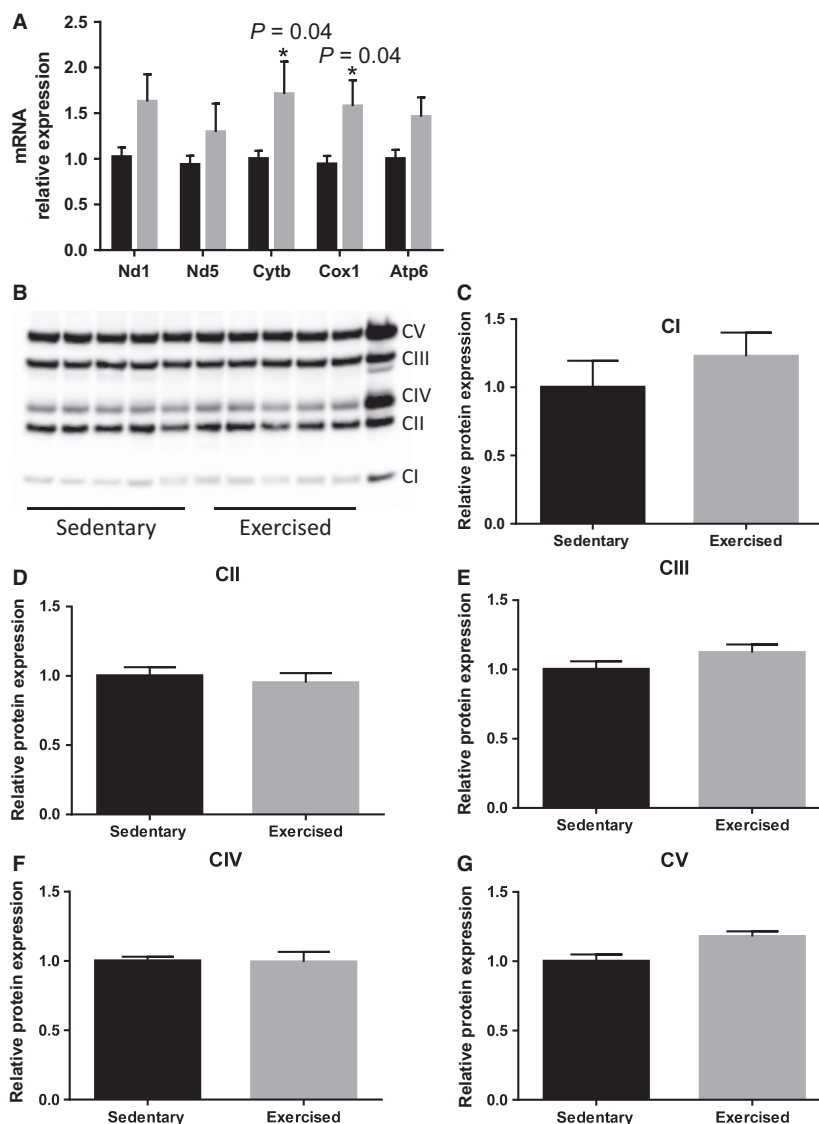 A
mRNA
relative expression
2.5
2.0
1.5
1.0
0.5
0.0
P = 0.04
*
P = 0.04
*
Nd1 Nd5 Cytb Cox1 Atp6
B
CV
CIII
CIV
CII
CI
Sedentary Exercised
C
CI
Relative protein expression
1.5
1.0
0.5
0.0
Sedentary Exercised
D
CII
Relative protein expression
1.5
1.0
0.5
0.0
Sedentary Exercised
E
CIII
Relative protein expression
1.5
1.0
0.5
0.0
Sedentary Exercised
F
CIV
Relative protein expression
1.5
1.0
0.5
0.0
Sedentary Exercised
G
CV
Relative protein expression
1.5
1.0
0.5
0.0
Sedentary Exercised